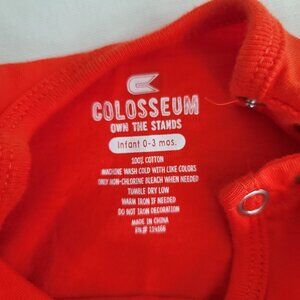 COLOSSEUM
OWN THE STANDS
Infant 0-3 mos.
100% COTTON
MACHINE WASH COLD WITH LIKE COLORS
ONLY NON-CHLORINE BLEACH WHEN NEEDED
TUMBLE DRY LOW
WARM IRON IF NEEDED
DO NOT IRON DECORATION
MADE IN CHINA